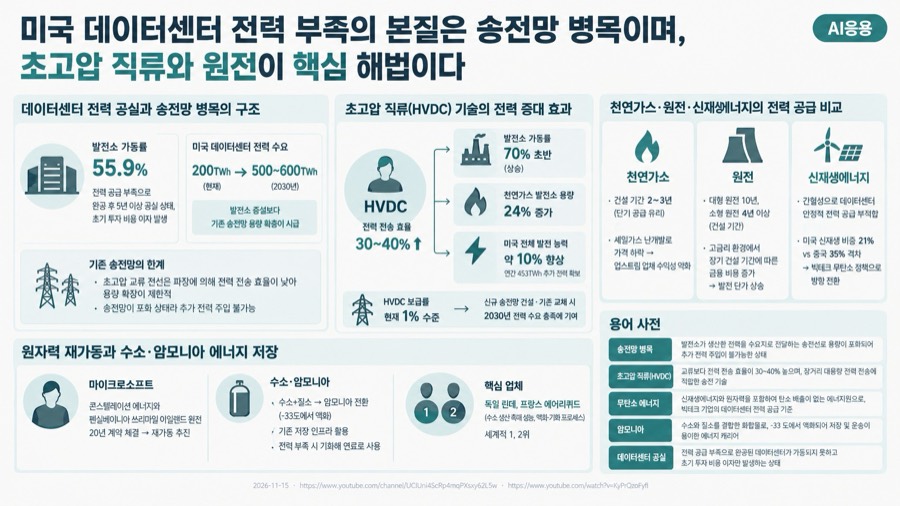 미국 데이터센터 전력 부족의 본질은 송전망 병목이며,
초고압 직류와 원전이 핵심 해법이다
AI응용
데이터센터 전력 공실과 송전망 병목의 구조
발전소 가동률
55.9%
전력 공급 부족으로
완공 후 5년 이상 공실 상태,
초기 투자 비용 이자 발생
미국 데이터센터 전력 수요
200TWh → 500~600TWh
(현재) (2030년)
발전소 증설보다
기존 송전망 용량 확충이 시급
기존 송전망의 한계
• 초고압 교류 전선은 파장에 의해 전력 전송 효율이 낮아
용량 확장이 제한적
• 송전망이 포화 상태라 추가 전력 주입 불가능
초고압 직류(HVDC) 기술의 전력 증대 효과
HVDC
전력 전송 효율
30~40%↑
발전소 가동률
70% 초반
(상승)
천연가스 발전소 용량
24% 증가
미국 전체 발전 능력
약 10% 향상
연간 453TWh 추가 전력 확보
HVDC 보급률
현재 1% 수준
→
신규 송전망 건설·기존 교체 시
2030년 전력 수요 충족에 기여
천연가스·원전·신재생에너지의 전력 공급 비교
천연가스
• 건설 기간 2~3년
(단기 공급 유리)
• 셰일가스 난개발로
가격 하락 →
업스트림 업체 수익성 악화
원전
• 대형 원전 10년,
소형 원전 4년 이상
(건설 기간)
• 고금리 환경에서
장기 건설 기간에 따른
금융 비용 증가
→ 발전 단가 상승
신재생에너지
• 간헐성으로 데이터센터
안정적 전력 공급 부적합
• 미국 신재생 비중 21%
vs 중국 35% 격차
→ 빅테크 무탄소 정책으로
방향 전환
원자력 재가동과 수소·암모니아 에너지 저장
마이크로소프트
콘스텔레이션 에너지와
펜실베이니아 쓰리마일 아일랜드 원전
20년 계약 체결 → 재가동 추진
수소·암모니아
• 수소+질소 → 암모니아 전환
(-33도에서 액화)
• 기존 저장 인프라 활용
• 전력 부족 시 기화해 연료로 사용
1 2
핵심 업체
독일 린데, 프랑스 에어리퀴드
(수소 생산 촉매 성능, 액화·기화 프로세스)
세계적 1, 2위
용어 사전
송전망 병목
발전소가 생산한 전력을 수요지로 전달하는 송전선로 용량이 포화되어
추가 전력 주입이 불가능한 상태
초고압 직류(HVDC)
교류보다 전력 전송 효율이 30~40% 높으며, 장거리 대용량 전력 전송에
적합한 송전 기술
무탄소 에너지
신재생에너지와 원자력을 포함하여 탄소 배출이 없는 에너지원으로,
빅테크 기업의 데이터센터 전력 공급 기준
암모니아
수소와 질소를 결합한 화합물로, -33 도에서 액화되어 저장 및 운송이
용이한 에너지 캐리어
데이터센터 공실
전력 공급 부족으로 완공된 데이터센터가 가동되지 못하고
초기 투자 비용 이자만 발생하는 상태
2026-11-15